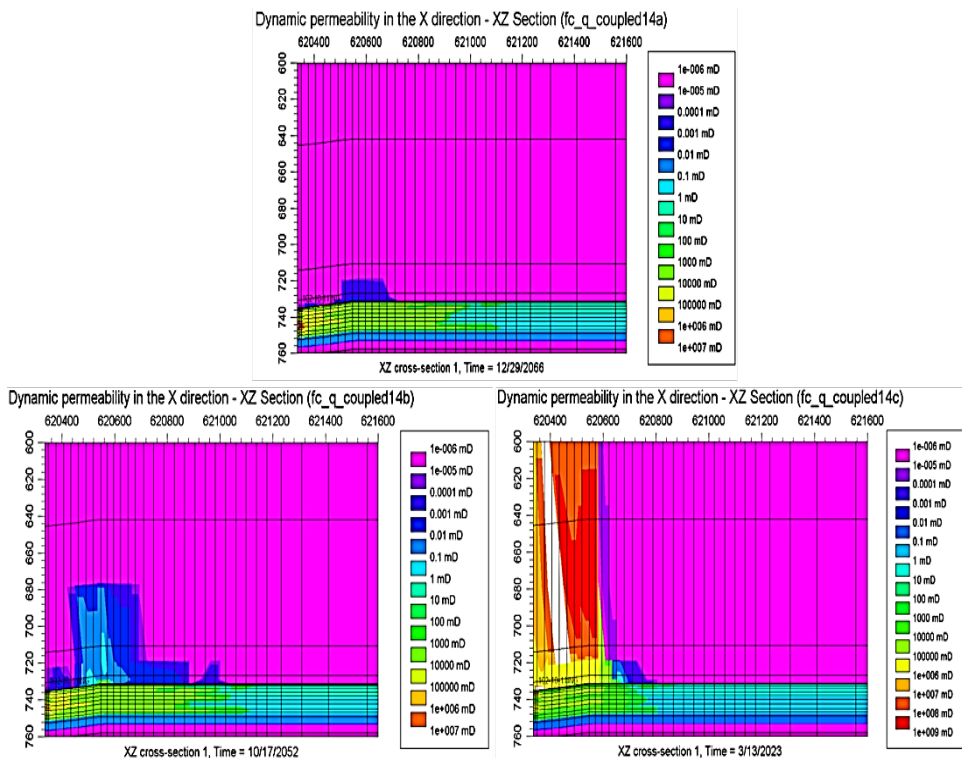 Dynamic permeability in the X direction - XZ Section (fc_q_coupled14a)
620400 620600 620800 621000 621200 621400 621600
600
620
640
660
680
700
720
740
760
1e-006 mD
1e-005 mD
0.0001 mD
0.001 mD
0.01 mD
0.1 mD
1 mD
10 mD
100 mD
1000 mD
10000 mD
100000 mD
1e+006 mD
1e+007 mD
XZ cross-section 1, Time = 12/29/2066
Dynamic permeability in the X direction - XZ Section (fc_q_coupled14b)
620400 620600 620800 621000 621200 621400 621600
600
620
640
660
680
700
720
740
760
1e-006 mD
1e-005 mD
0.0001 mD
0.001 mD
0.01 mD
0.1 mD
1 mD
10 mD
100 mD
1000 mD
10000 mD
100000 mD
1e+006 mD
1e+007 mD
XZ cross-section 1, Time = 10/17/2052
Dynamic permeability in the X direction - XZ Section (fc_q_coupled14c)
620400 620600 620800 621000 621200 621400 621600
600
620
640
660
680
700
720
740
760
1e-006 mD
1e-005 mD
0.0001 mD
0.001 mD
0.01 mD
0.1 mD
1 mD
10 mD
100 mD
1000 mD
10000 mD
100000 mD
1e+006 mD
1e+007 mD
1e+008 mD
1e+009 mD
XZ cross-section 1, Time = 3/13/2023